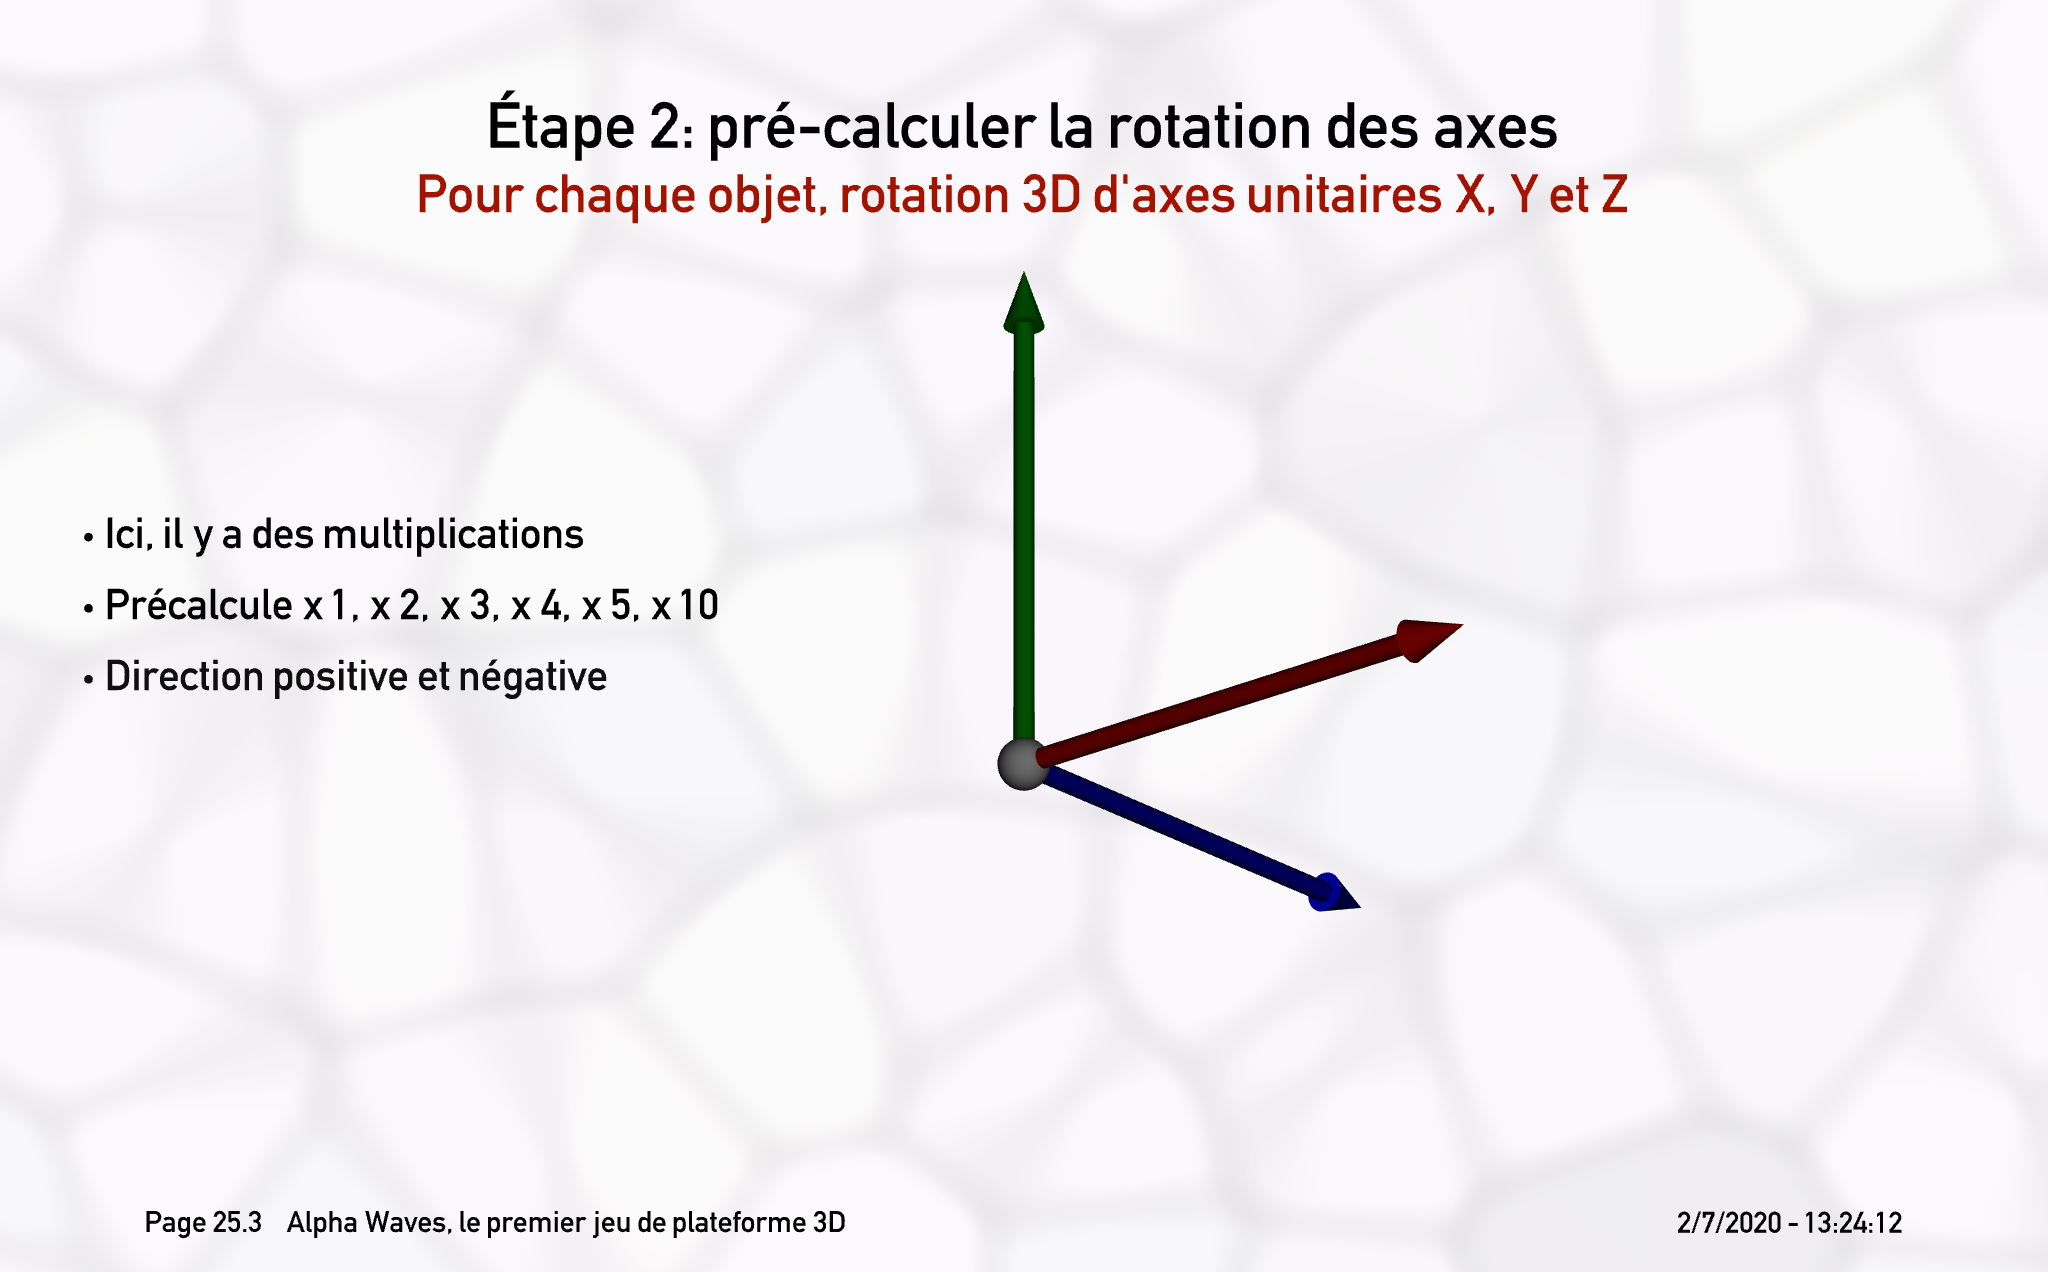 Étape 2: pré-calculer la rotation des axes
Pour chaque objet, rotation 3D d'axes unitaires X, Y et Z
• Ici, il y a des multiplications
• Précalcule x 1, x 2, x 3, x 4, x 5, x 10
• Direction positive et négative
Page 25.3 Alpha Waves, le premier jeu de plateforme 3D
2/7/2020 - 13:24:12